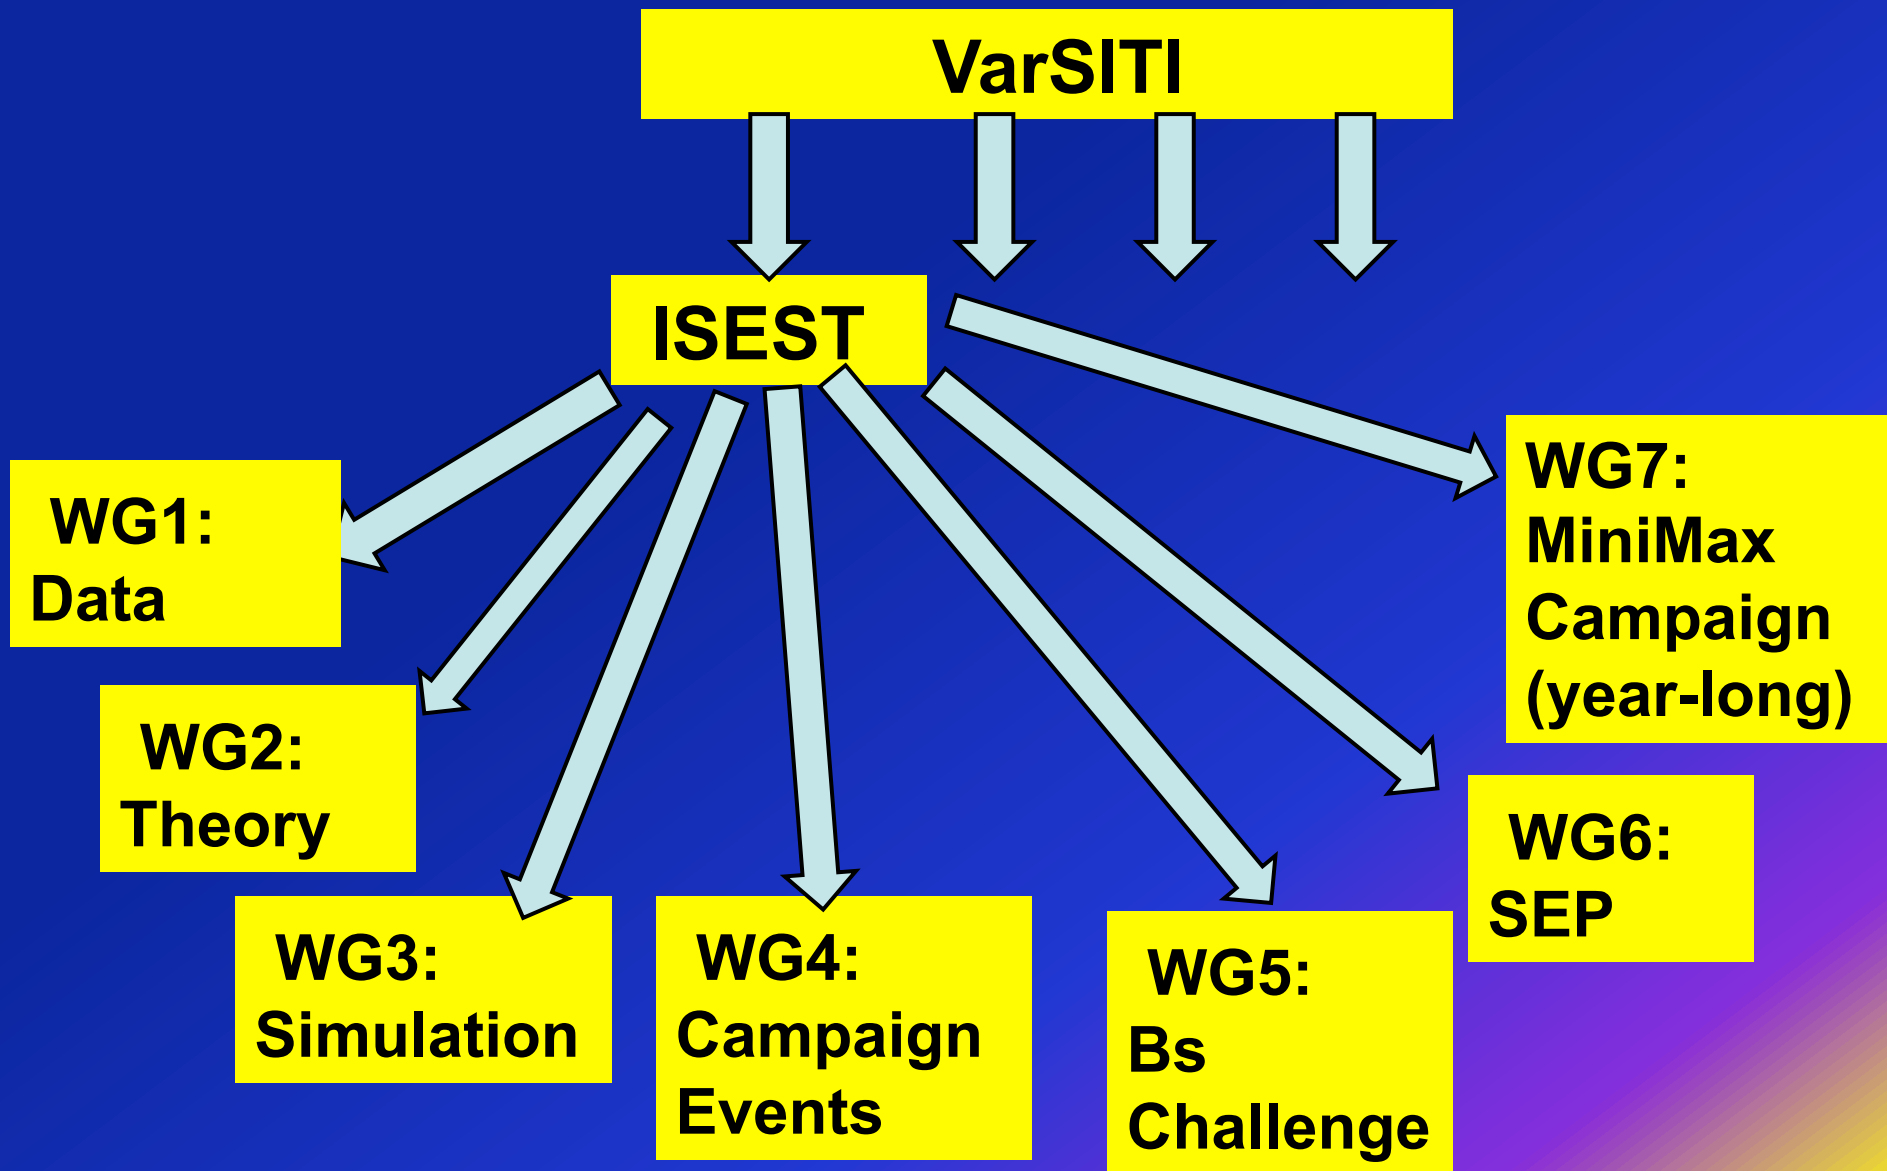 VarSITI
ISEST
WG1:
Data
WG2:
Theory
WG3:
Simulation
WG4:
Campaign
Events
WG5:
Bs
Challenge
WG6:
SEP
WG7:
MiniMax
Campaign
(year-long)